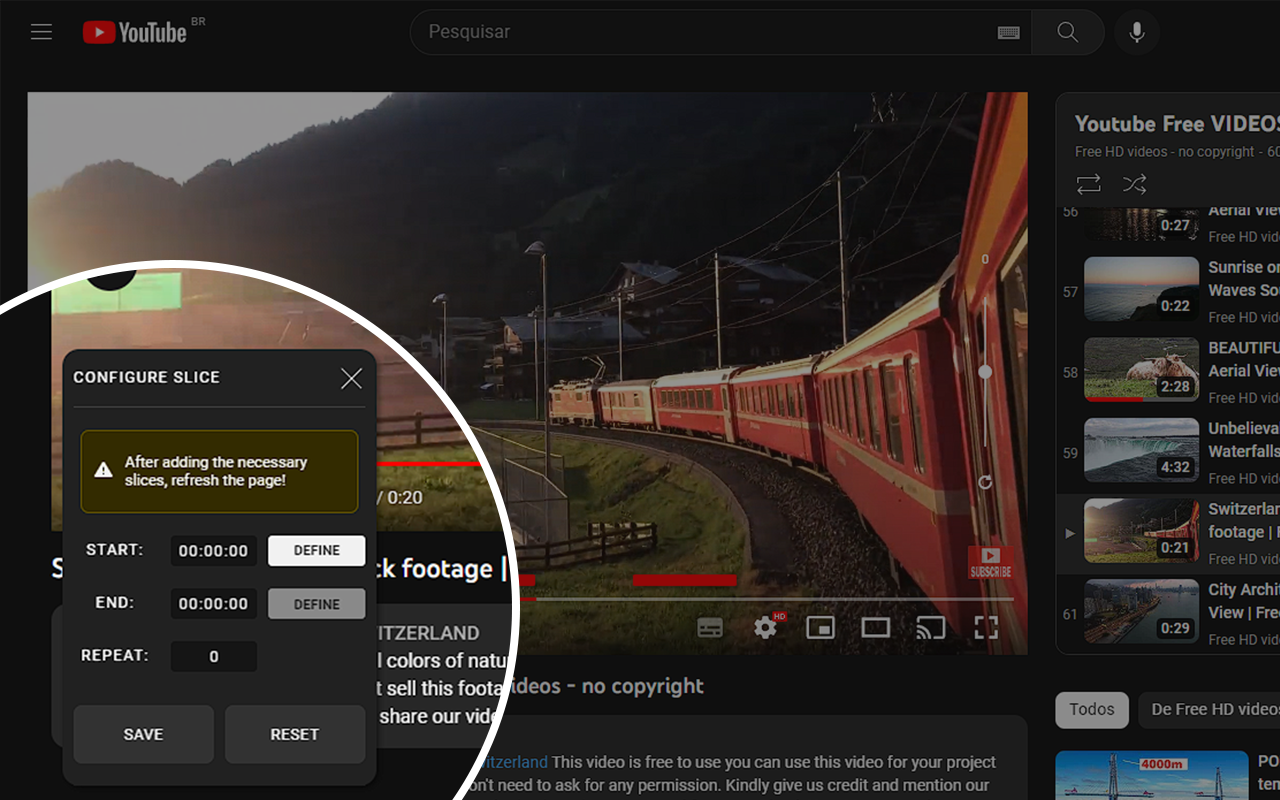 YouTube BR
Pesquisar
Youtube Free VIDEOS
Free HD videos - no copyright - 60
56
Aerial View
0:27
Free HD vide
57
Sunrise on
Waves Sou
0:22
Free HD vide
58
BEAUTIFU
Aerial View
2:28
Free HD vide
59
Unbelieva
Waterfalls
4:32
Free HD vide
Switzerlan
footage | F
0:21
Free HD vide
61
City Archit
View | Free
0:29
Free HD vide
0
SUBSCRIBE
HD
CONFIGURE SLICE
After adding the necessary
slices, refresh the page!
START: 00:00:00 DEFINE
END: 00:00:00 DEFINE
REPEAT: 0
SAVE RESET
/ 0:20
S
ck footage |
ideos - no copyright
ITZERLAND
l colors of natu
t sell this foota
share our vide
witzerland This video is free to use you can use this video for your project
on't need to ask for any permission. Kindly give us credit and mention our
Todos De Free HD videos
4000m
PO
ten